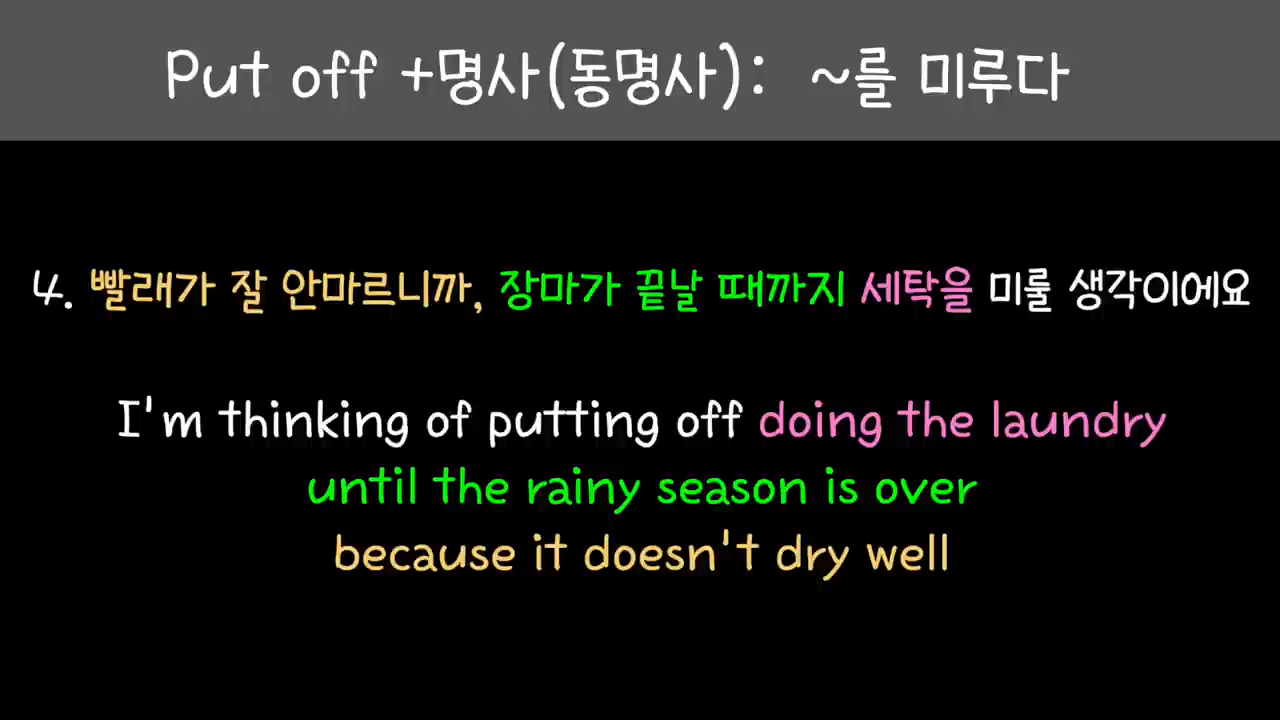 Put off +명사(동명사): ~를 미루다
4. 빨래가 잘 안마르니까, 장마가 끝날 때까지 세탁을 미룰 생각이에요
I'm thinking of putting off doing the laundry
until the rainy season is over
because it doesn't dry well